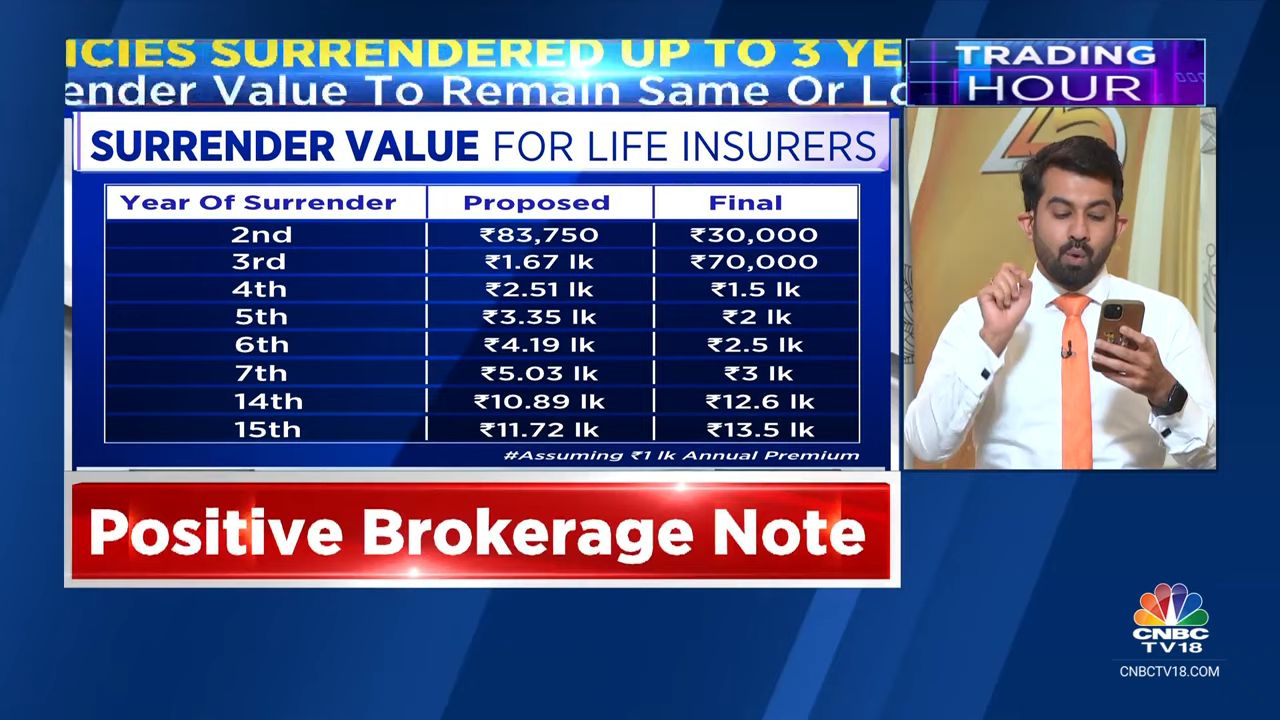 ICIES SURRENDERED UP TO 3 YE
ender Value To Remain Same Or Lo
TRADING
HOUR
SURRENDER VALUE FOR LIFE INSURERS
Year Of Surrender Proposed Final
2nd ₹83,750 ₹30,000
3rd ₹1.67 lk ₹70,000
4th ₹2.51 lk ₹1.5 lk
5th ₹3.35 lk ₹2 lk
6th ₹4.19 lk ₹2.5 lk
7th ₹5.03 lk ₹3 lk
14th ₹10.89 lk ₹12.6 lk
15th ₹11.72 lk ₹13.5 lk
#Assuming ₹1 lk Annual Premium
Positive Brokerage Note
25
CNBC
TV18
CNBCTV18.COM